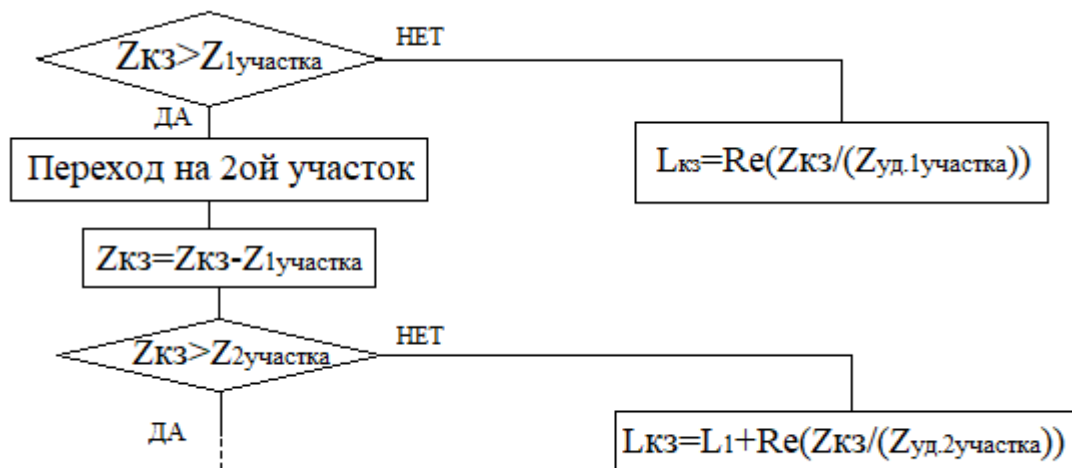 Zкз>Z1участка
НЕТ
ДА
Lкз=Re(Zкз/(Zуд.1участка))
Переход на 2ой участок
Zкз=Zкз-Z1участка
Zкз>Z2участка
НЕТ
ДА
Lкз=L1+Re(Zкз/(Zуд.2участка))